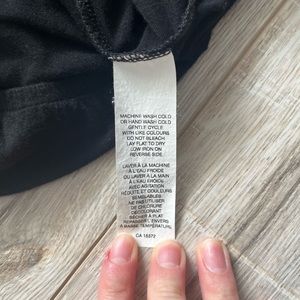 MACHINE WASH COLD
OR HAND WASH COLD
GENTLE CYCLE
WITH LIKE COLOURS
DO NOT BLEACH
LAY FLAT TO DRY
LOW IRON ON
REVERSE SIDE
LAVER À LA MACHINE
À L'EAU FROIDE
OU LAVER À LA MAIN
À L'EAU FROIDE
AVEC AGITATION
RÉDUITE ET COULEURS
SEMBLABLES
NE PAS UTILISER
DE CHLORURE
DÉCOLORANT
SÉCHER À PLAT
REPASSER L'ENVERS
À BASSE TEMPÉRATURE
CA